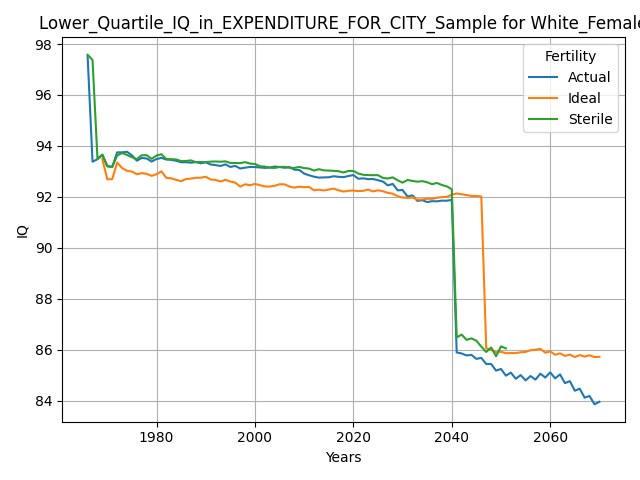 Lower_Quartile_IQ_in_EXPENDITURE_FOR_CITY_Sample for White_Female
98
96
94
92
90
88
86
84
IQ
Fertility
Actual
Ideal
Sterile
1980
2000
2020
2040
2060
Years